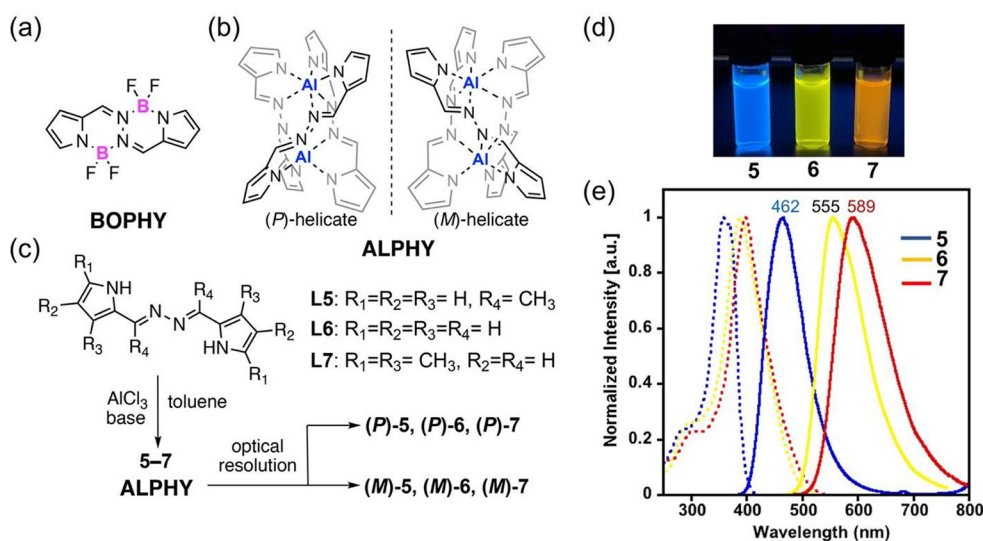 (a)
F
F
B
N
N
N
N
B
F
F
BOPHY
(b)
N
N
N
Al
N
N
N
N
N
N
Al
N
N
N
(P)-helicate
N
N
N
Al
N
N
N
N
N
N
Al
N
N
N
(M)-helicate
ALPHY
(c)
R1
NH
R2
R3
R4
N
N
R4
R3
R2
HN
R1
L5: R1=R2=R3= H, R4= CH3
L6: R1=R2=R3=R4= H
L7: R1=R3= CH3, R2=R4= H
AlCl3
base
toluene
5–7
ALPHY
optical
resolution
(P)-5, (P)-6, (P)-7
(M)-5, (M)-6, (M)-7
(d)
5 6 7
(e)
462 555 589
5
6
7
Normalized Intensity [a.u.]
1
0.8
0.6
0.4
0.2
0
300 400 500 600 700 800
Wavelength (nm)